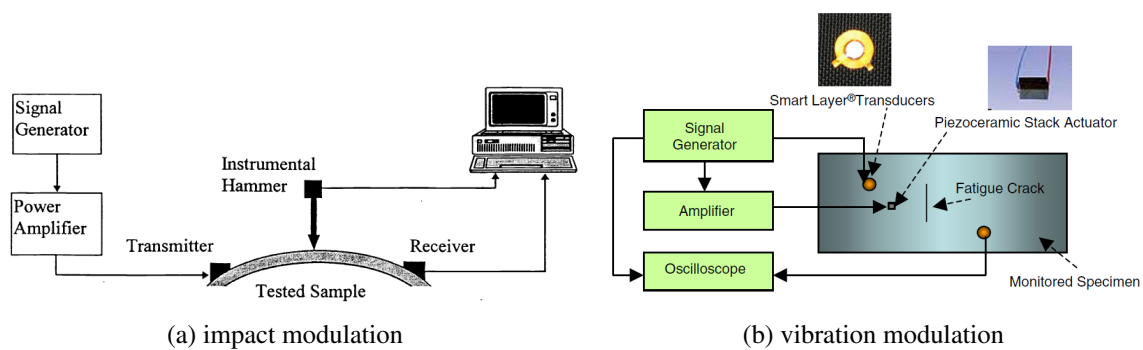 Signal
Generator
Power
Amplifier
Instrumental
Hammer
Transmitter
Receiver
Tested Sample
(a) impact modulation
Smart Layer®Transducers
Piezoceramic Stack Actuator
Signal
Generator
Amplifier
Fatigue Crack
Oscilloscope
Monitored Specimen
(b) vibration modulation